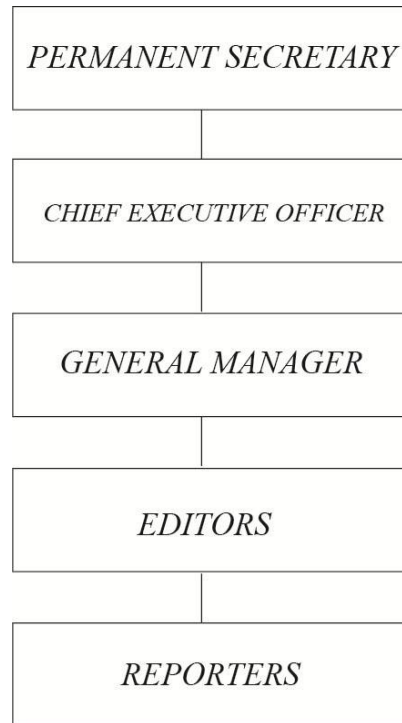 PERMANENT SECRETARY
CHIEF EXECUTIVE OFFICER
GENERAL MANAGER
EDITORS
REPORTERS